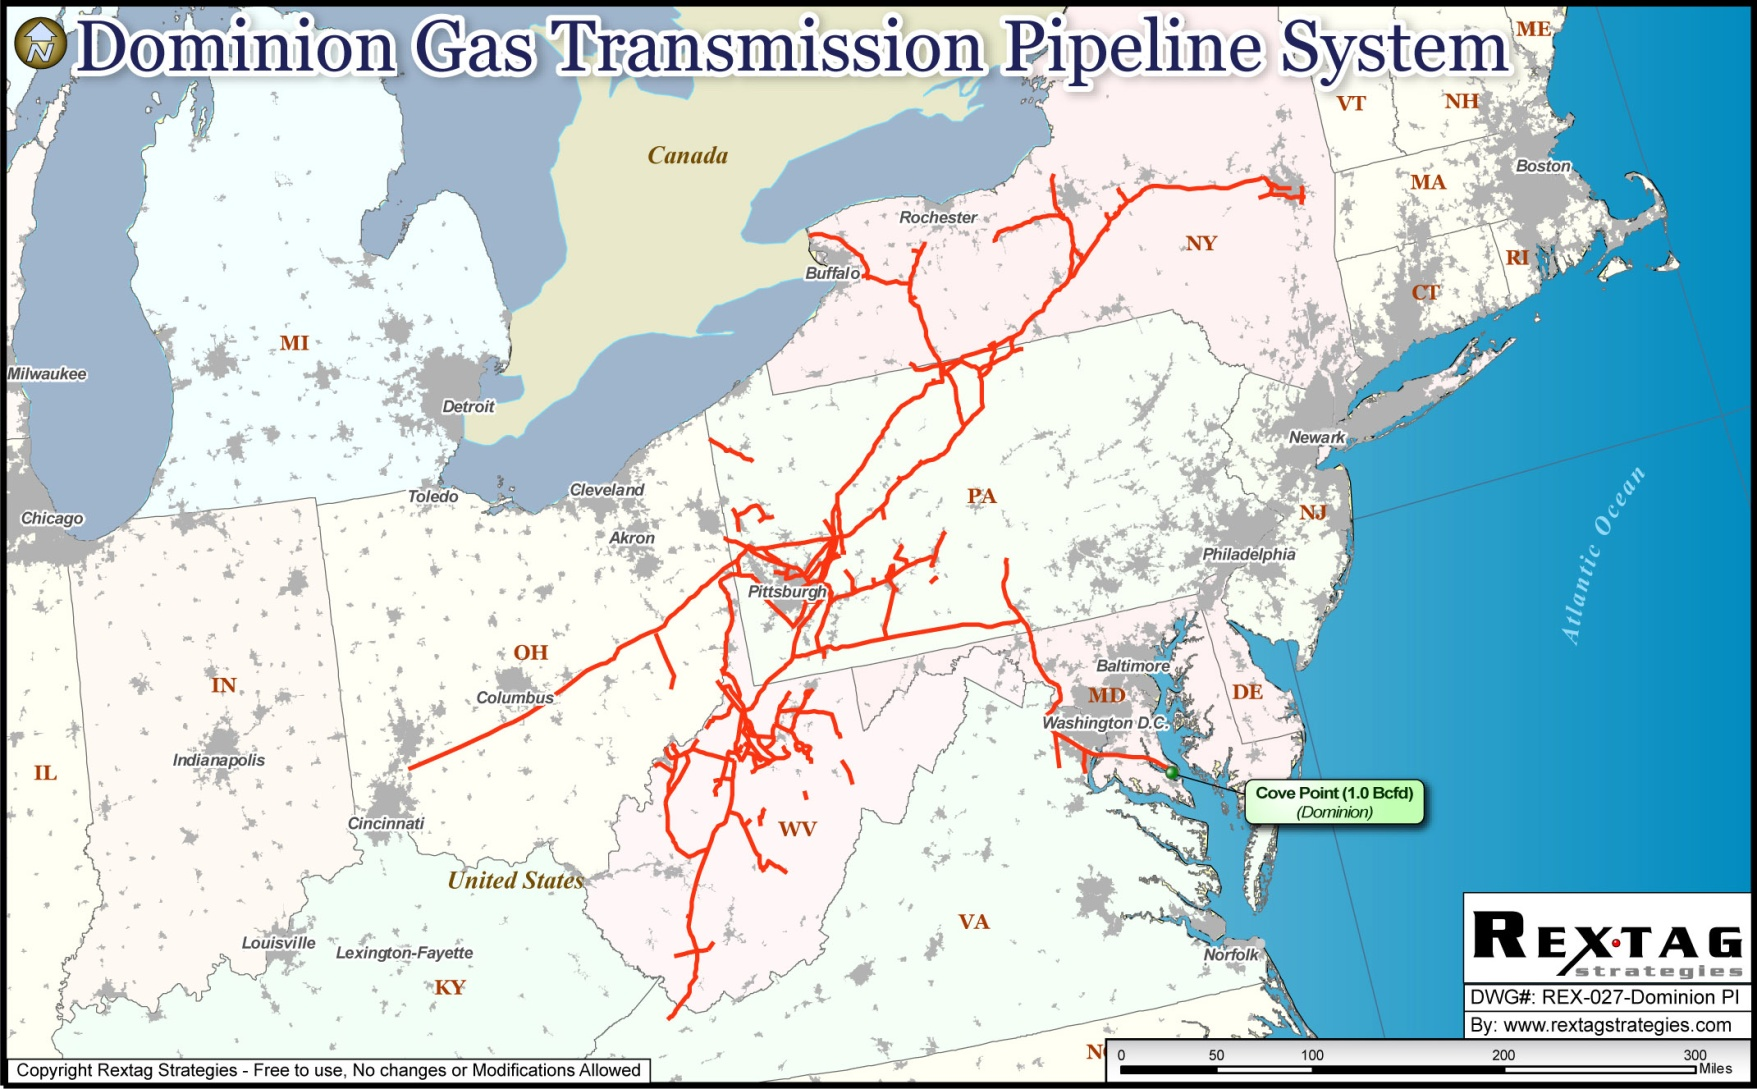 N
Dominion Gas Transmission Pipeline System
ME
VT
NH
Canada
MA
Boston
Rochester
NY
RI
Buffalo
CT
MI
Milwaukee
Detroit
Newark
Toledo
Cleveland
PA
NJ
Chicago
Akron
Philadelphia
Atlantic Ocean
Pittsburgh
OH
Baltimore
IN
Columbus
MD
DE
Washington D.C.
Indianapolis
IL
Cove Point (1.0 Bcfd)
(Dominion)
Cincinnati
WV
United States
VA
Louisville
Lexington-Fayette
Norfolk
KY
REXTAG
strategies
DWG#: REX-027-Dominion PI
By: www.rextagstrategies.com
0 50 100 200 300
Miles
Copyright Rextag Strategies - Free to use, No changes or Modifications Allowed